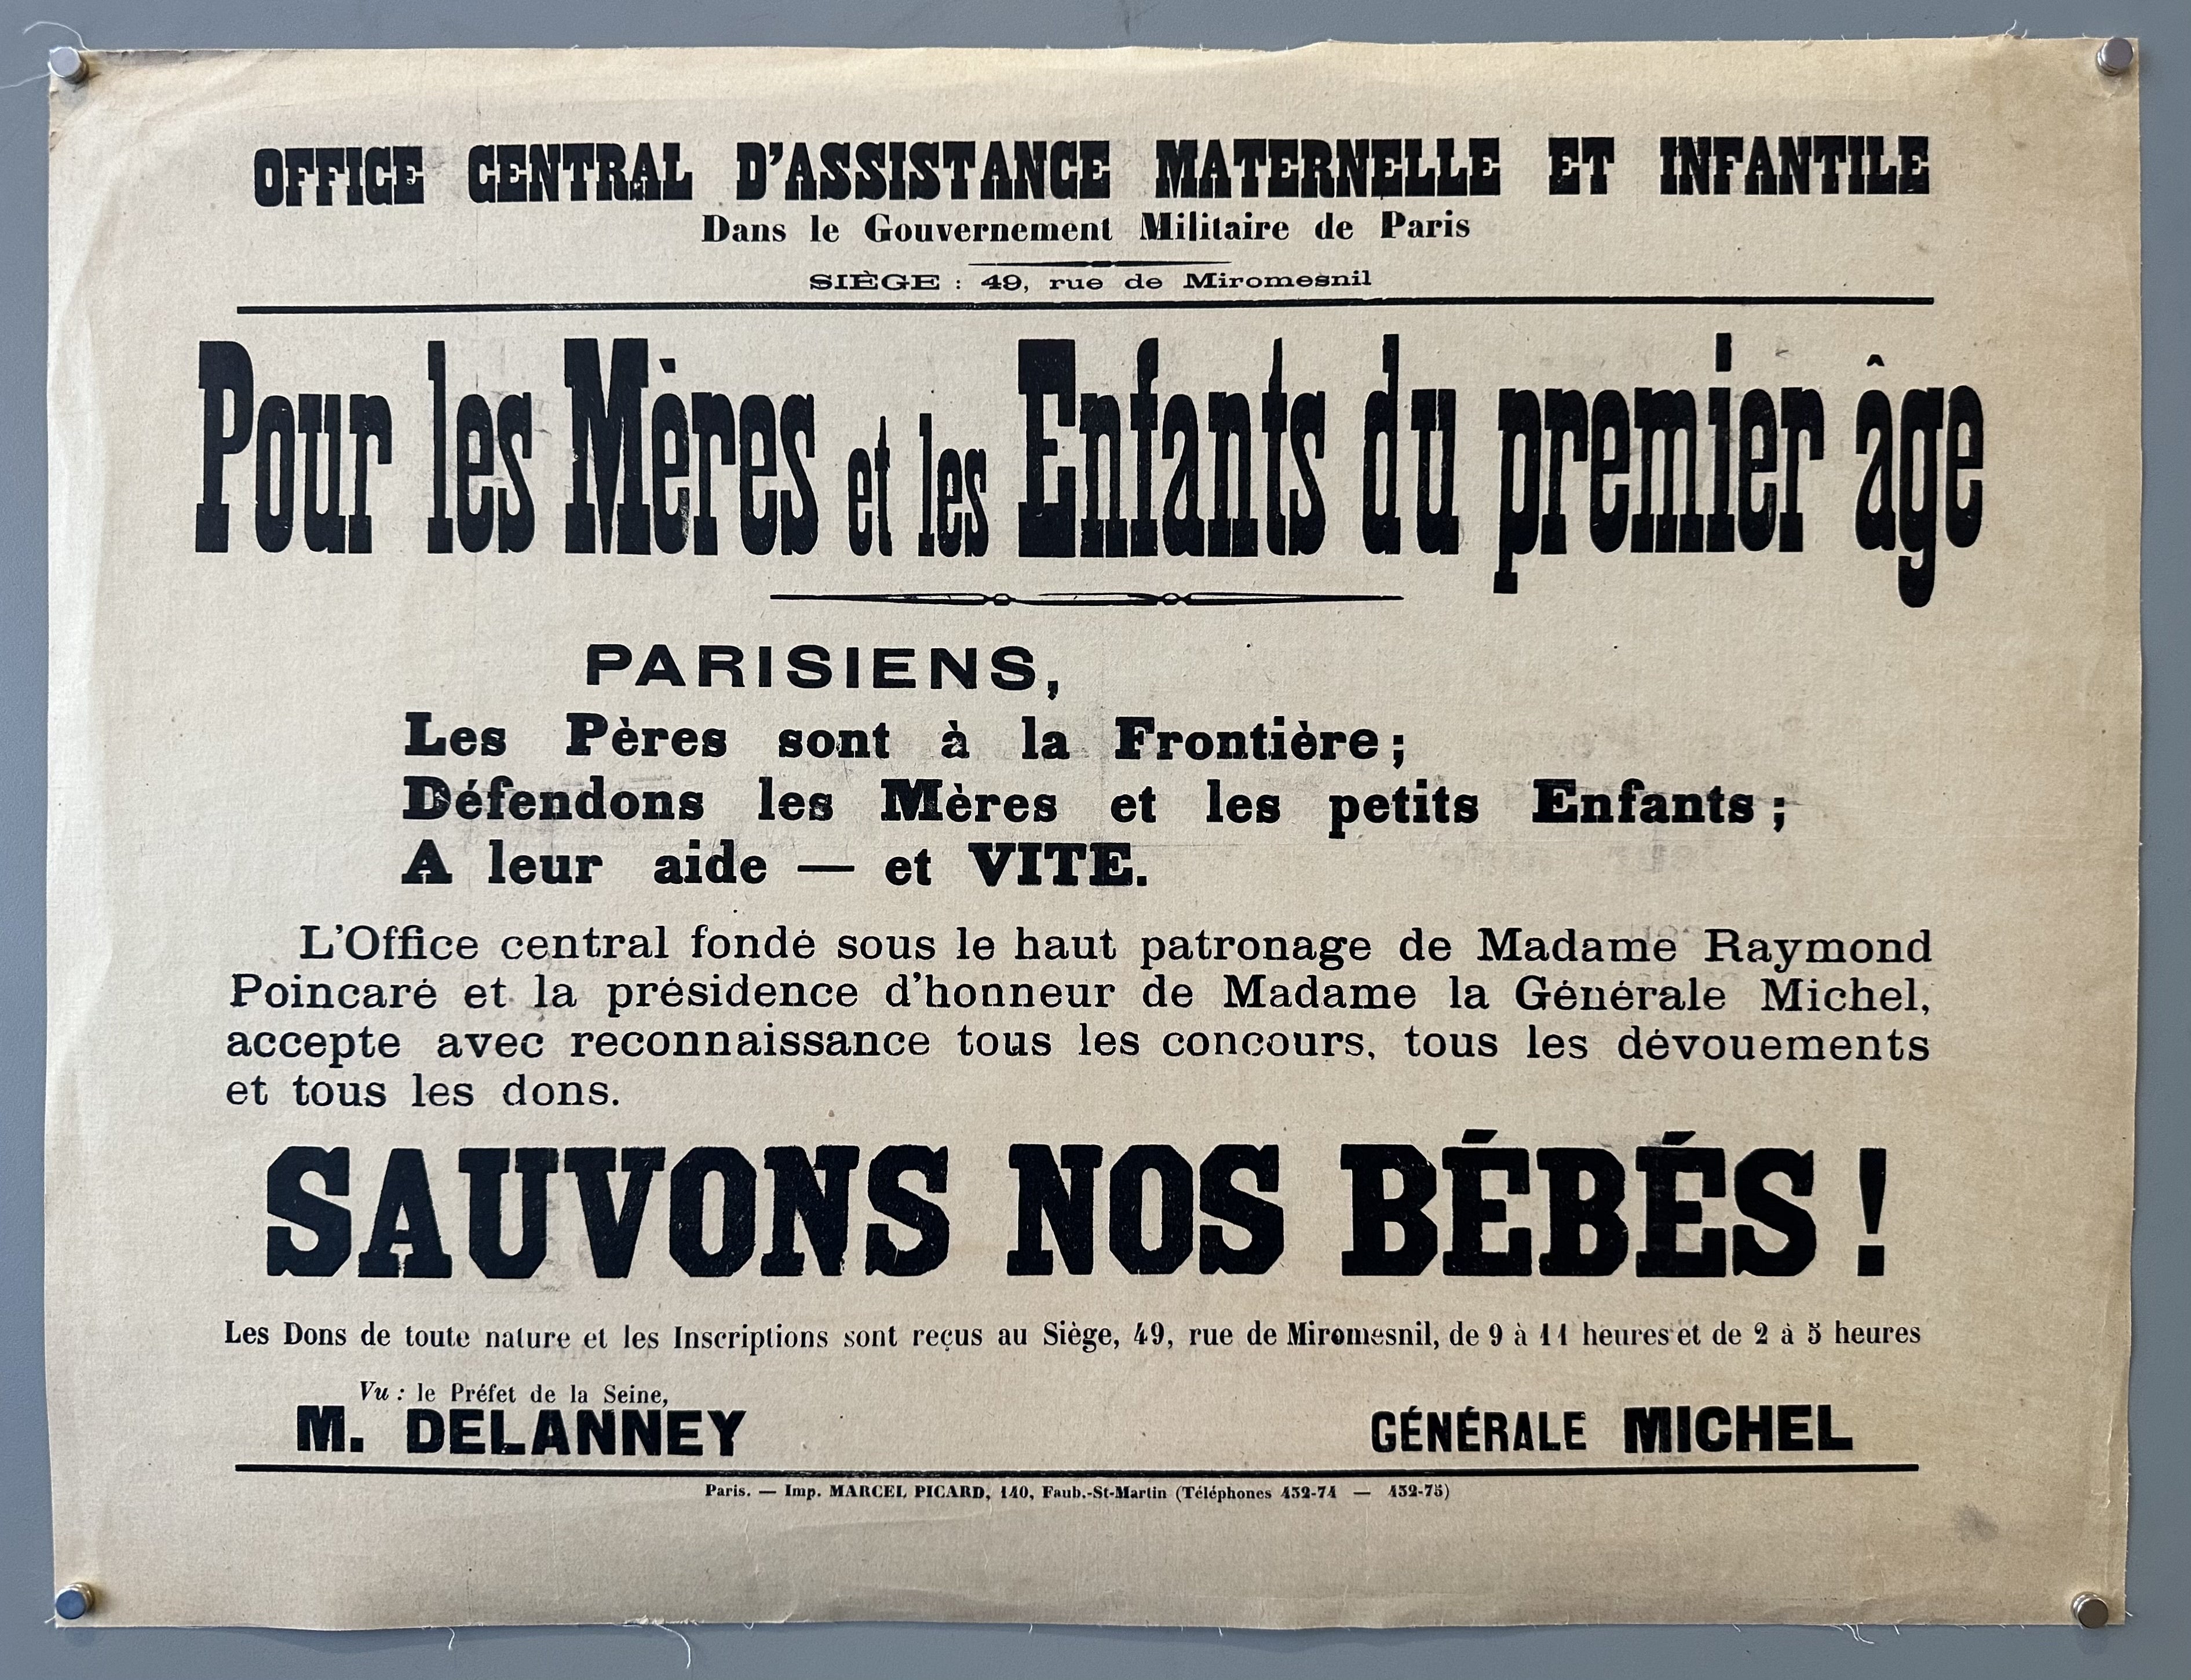 OFFICE CENTRAL D'ASSISTANCE MATERNELLE ET INFANTILE
Dans le Gouvernement Militaire de Paris
SIÈGE : 49, rue de Miromesnil
Pour les Mères et les Enfants du premier âge
PARISIENS,
Les Pères sont à la Frontière ;
Défendons les Mères et les petits Enfants ;
A leur aide — et VITE.
L'Office central fondé sous le haut patronage de Madame Raymond
Poincaré et la présidence d'honneur de Madame la Générale Michel,
accepte avec reconnaissance tous les concours, tous les dévouements
et tous les dons.
SAUVONS NOS BÉBÉS !
Les Dons de toute nature et les Inscriptions sont reçus au Siège, 49, rue de Miromesnil, de 9 à 11 heures et de 2 à 5 heures
Vu : le Préfet de la Seine,
M. DELANNEY
GÉNÉRALE MICHEL
Paris. — Imp. MARCEL PICARD, 140, Faub.-St-Martin (Téléphones 432-74 — 432-75)